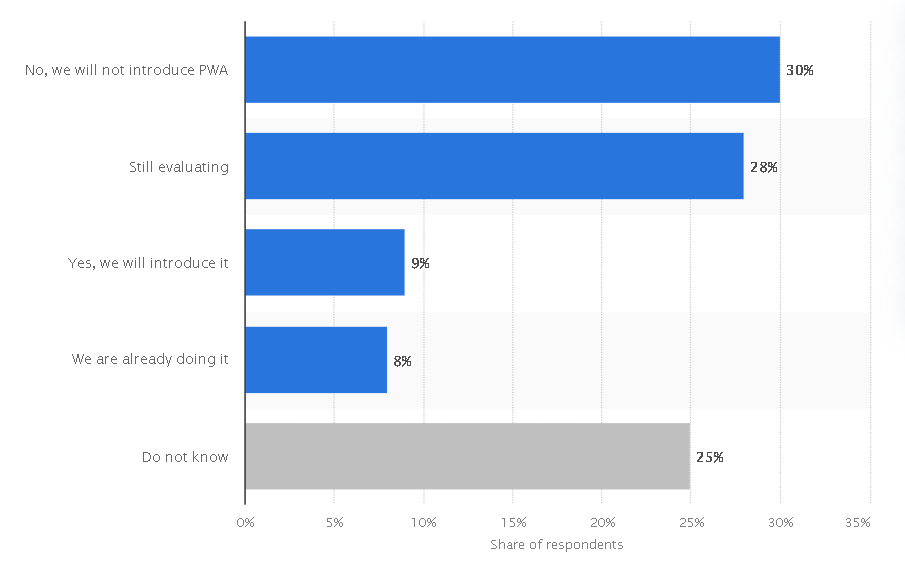 No, we will not introduce PWA
30%
Still evaluating
28%
Yes, we will introduce it
9%
We are already doing it
8%
Do not know
25%
0% 5% 10% 15% 20% 25% 30% 35%
Share of respondents